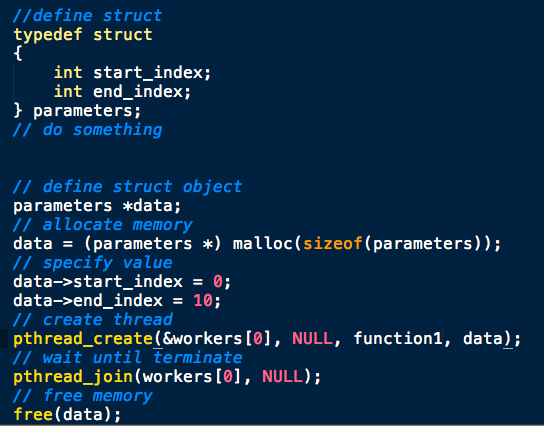 //define struct
typedef struct
{
    int start_index;
    int end_index;
} parameters;
// do something
// define struct object
parameters *data;
// allocate memory
data = (parameters *) malloc(sizeof(parameters));
// specify value
data->start_index = 0;
data->end_index = 10;
// create thread
pthread_create(&workers[0], NULL, function1, data);
// wait until terminate
pthread_join(workers[0], NULL);
// free memory
free(data);